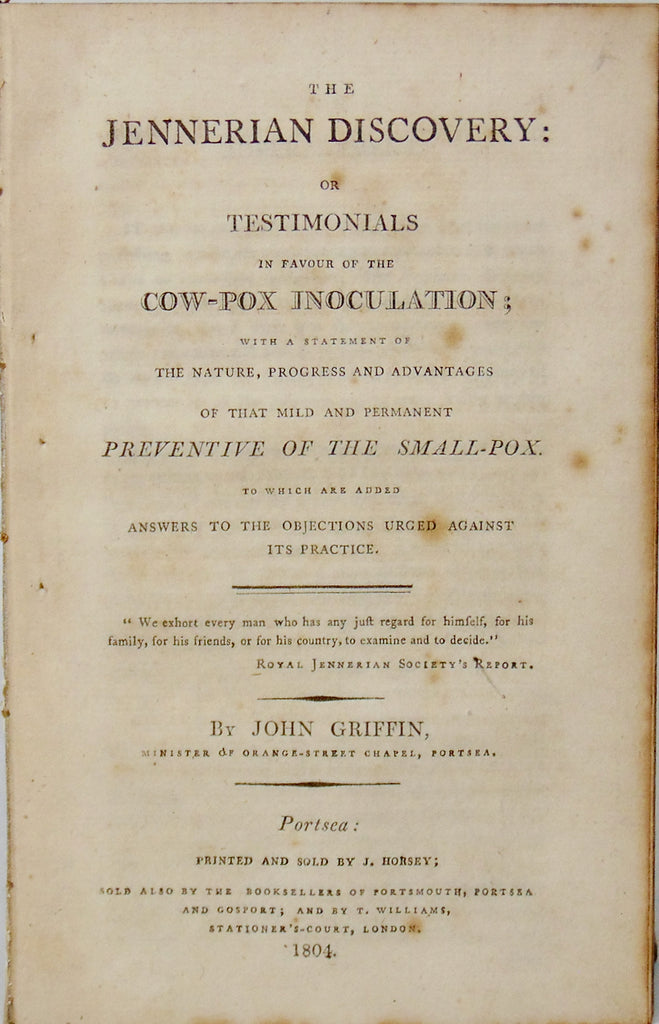 THE
JENNERIAN DISCOVERY:
OR
TESTIMONIALS
IN FAVOUR OF THE
COW-POX INOCULATION;
WITH A STATEMENT OF
THE NATURE, PROGRESS AND ADVANTAGES
OF THAT MILD AND PERMANENT
PREVENTIVE OF THE SMALL-POX.
TO WHICH ARE ADDED
ANSWERS TO THE OBJECTIONS URGED AGAINST
ITS PRACTICE.
“ We exhort every man who has any juſt regard for himſelf, for his
family, for his friends, or for his country, to examine and to decide.”
ROYAL JENNERIAN SOCIETY'S REPORT.
BY JOHN GRIFFIN,
MINISTER OF ORANGE-STREET CHAPEL, PORTSEA.
Portsea:
PRINTED AND SOLD BY J. HORSEY;
SOLD ALSO BY THE BOOKSELLERS OF PORTSMOUTH, PORTSEA
AND GOSPORT; AND BY T. WILLIAMS,
STATIONER'S-COURT, LONDON.
1804.